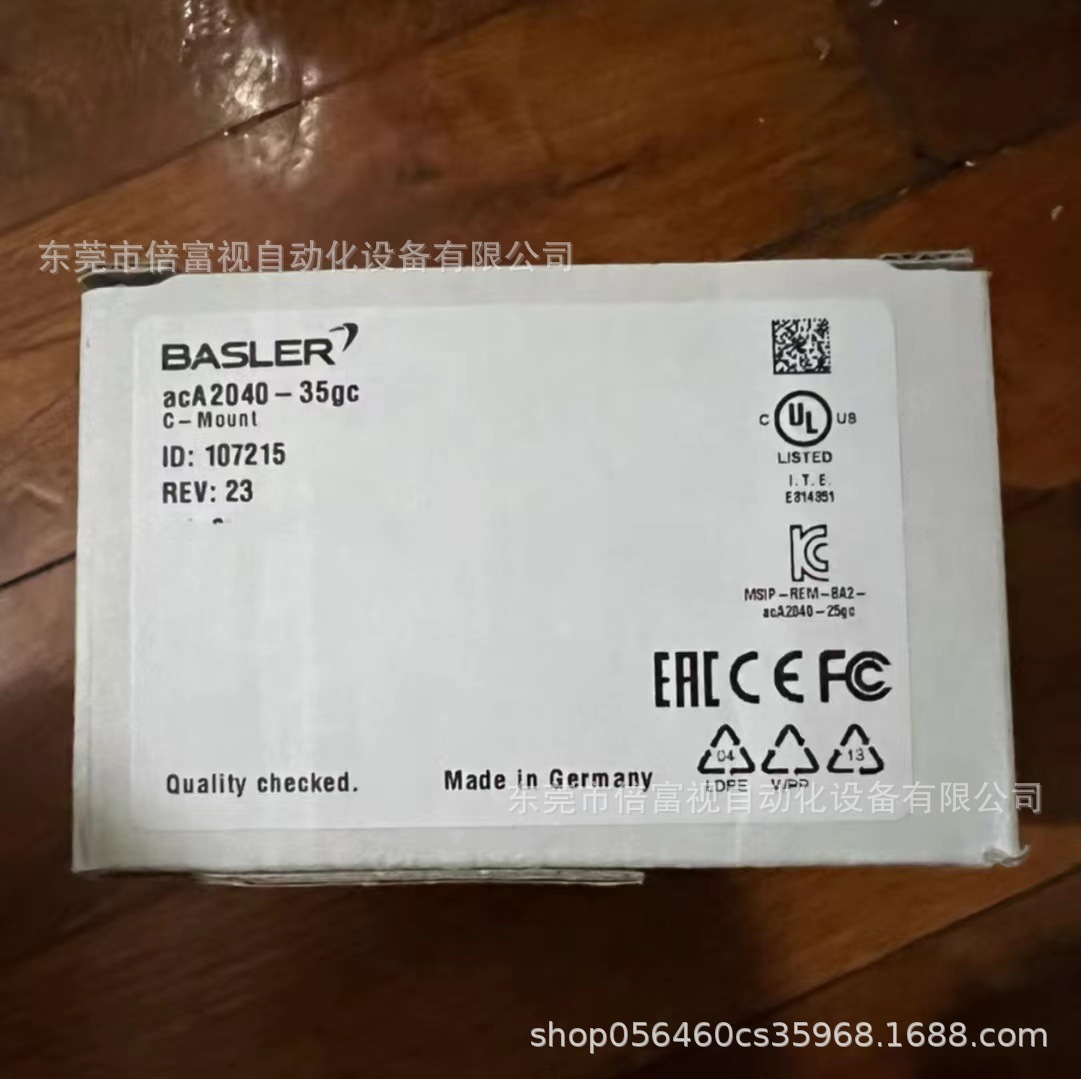 东莞市倍富视自动化设备有限公司
BASLER
acA2040-35gc
C-Mount
ID: 107215
REV: 23
C UL US
LISTED
I.T.E.
E314351
MSIP-REM-BA2-
acA2040-25gc
EAC CE FC
04
13
LDPE
Quality checked.
Made in Germany
东莞市倍富视自动化设备有限公司
shop056460cs35968.1688.com